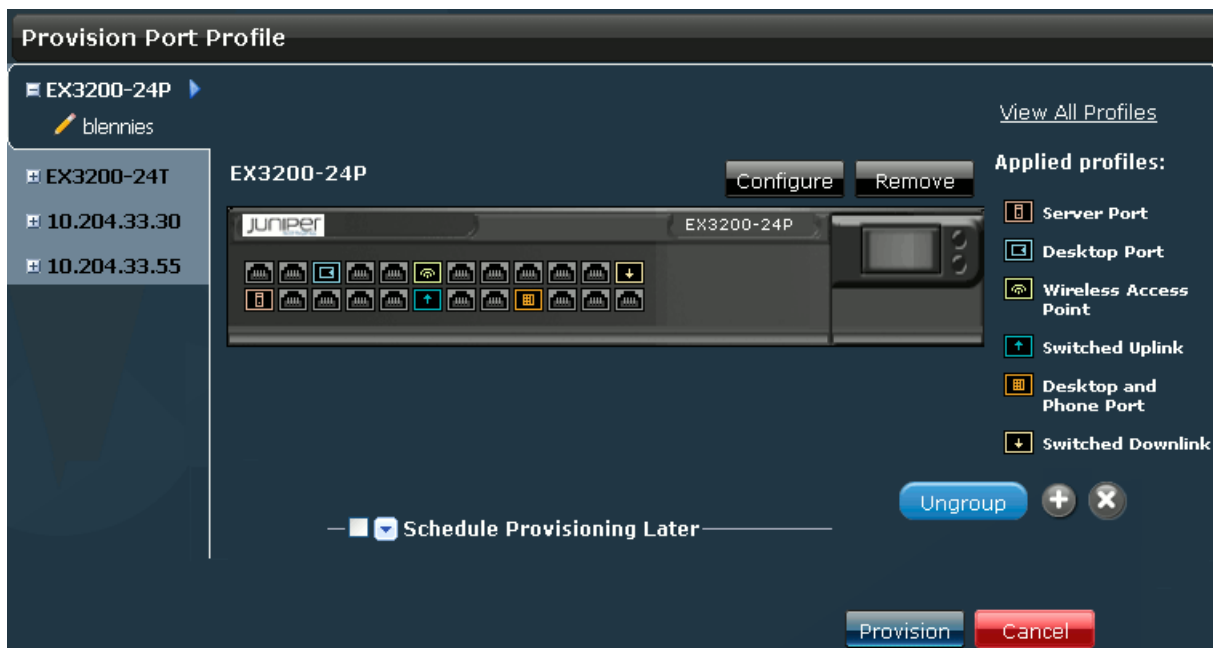 Provision Port Profile
EX3200-24P
blennies
EX3200-24T
10.204.33.30
10.204.33.55
EX3200-24P
Configure
Remove
JUNIPER
EX3200-24P
View All Profiles
Applied profiles:
Server Port
Desktop Port
Wireless Access
Point
Switched Uplink
Desktop and
Phone Port
Switched Downlink
Ungroup
Schedule Provisioning Later
Provision
Cancel